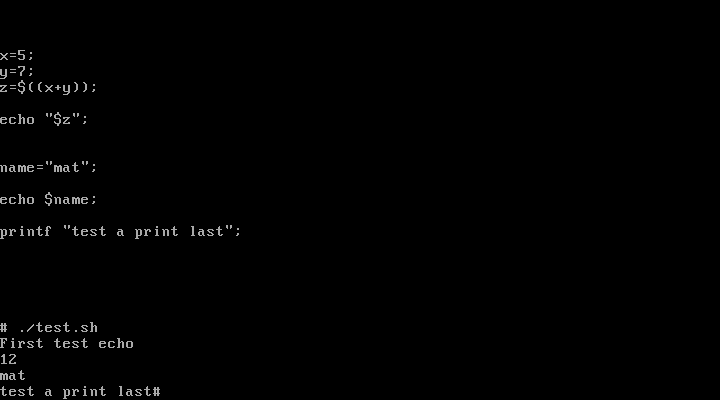 x=5;
y=7;
z=$((x+y));
echo "$z";
name="mat";
echo $name;
printf "test a print last";
# ./test.sh
First test echo
12
mat
test a print last#